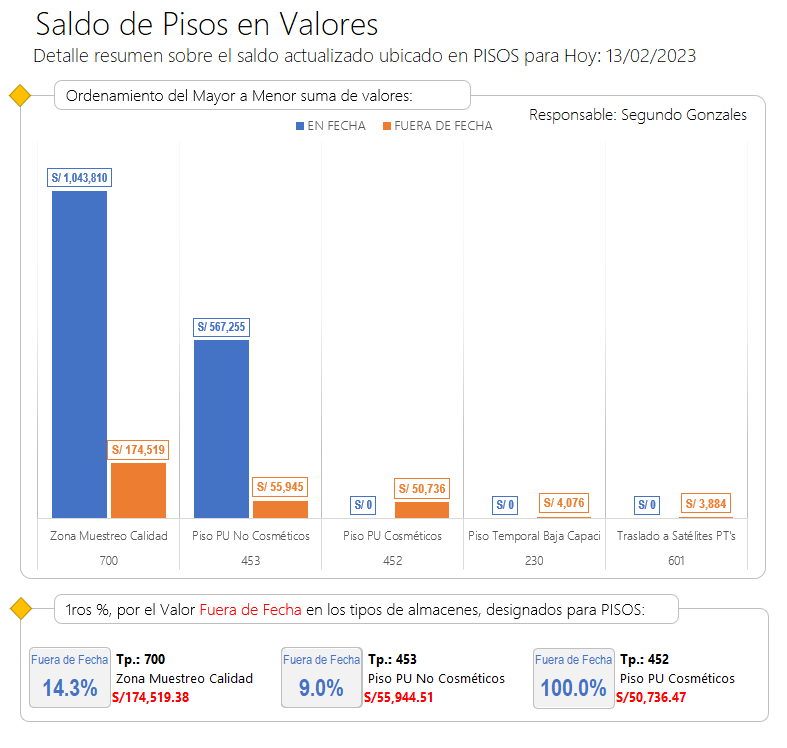 Saldo de Pisos en Valores
Detalle resumen sobre el saldo actualizado ubicado en PISOS para Hoy: 13/02/2023
Ordenamiento del Mayor a Menor suma de valores:
Responsable: Segundo Gonzales
EN FECHA FUERA DE FECHA
S/ 1,043,810
S/ 567,255
S/ 174,519
S/ 55,945
S/ 0
S/ 50,736
S/ 0
S/ 4,076
S/ 0
S/ 3,884
Zona Muestreo Calidad Piso PU No Cosméticos Piso PU Cosméticos Piso Temporal Baja Capaci Traslado a Satélites PT's
700 453 452 230 601
1ros %, por el Valor Fuera de Fecha en los tipos de almacenes, designados para PISOS:
Fuera de Fecha
14.3%
Tp.: 700
Zona Muestreo Calidad
S/174,519.38
Fuera de Fecha
9.0%
Tp.: 453
Piso PU No Cosméticos
S/55,944.51
Fuera de Fecha
100.0%
Tp.: 452
Piso PU Cosméticos
S/50,736.47